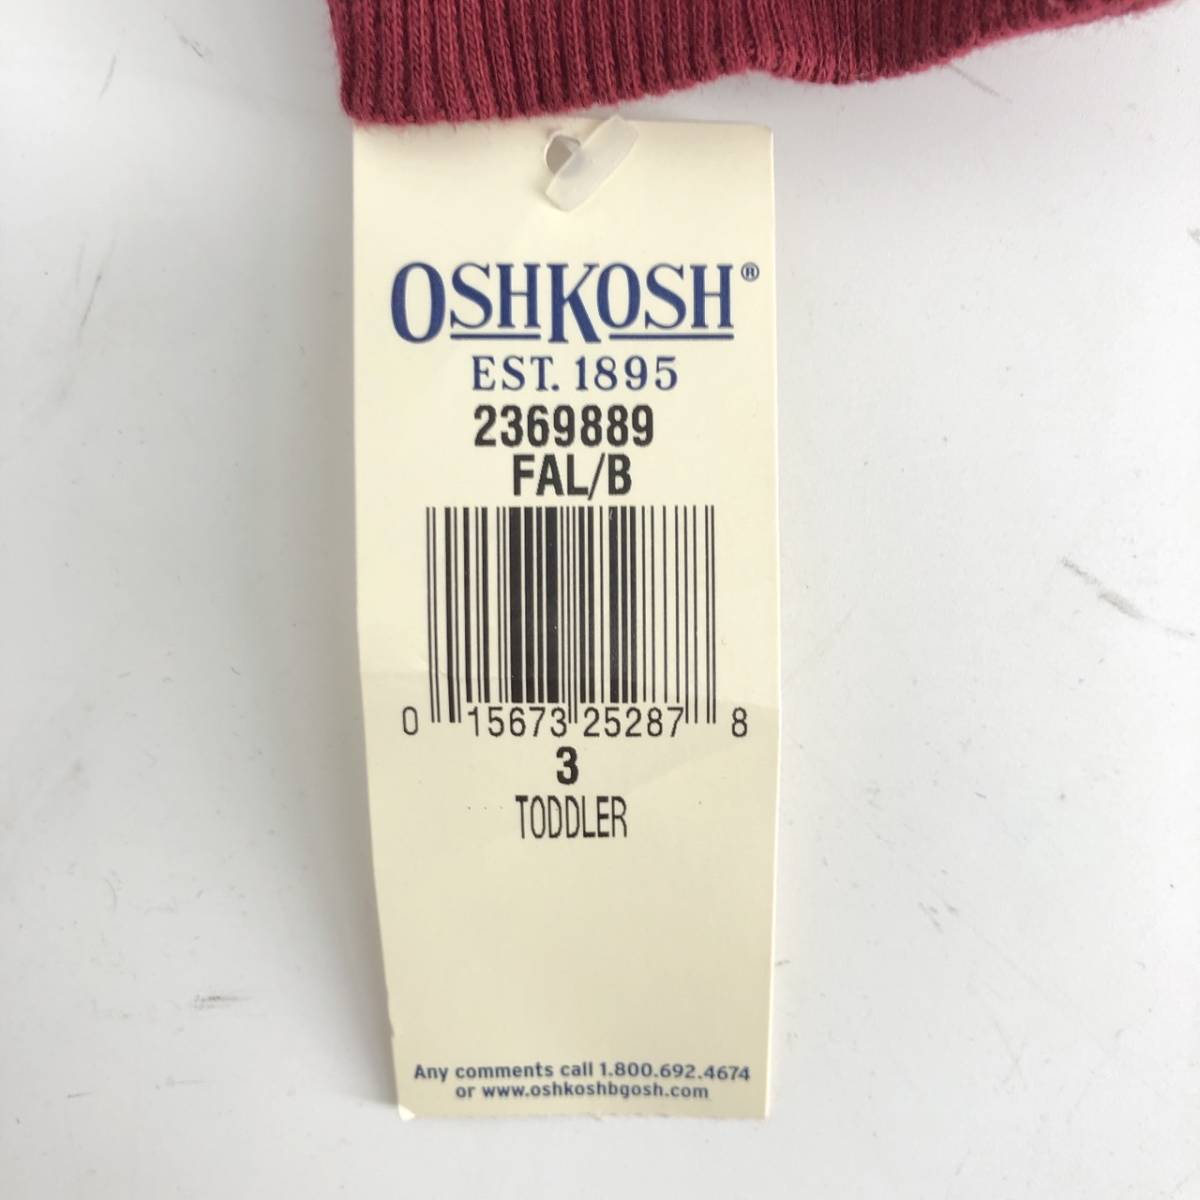 OSHKOSH®
EST. 1895
2369889
FAL/B
0 15673 25287 8
3
TODDLER
Any comments call 1.800.692.4674
or www.oshkoshbgosh.com